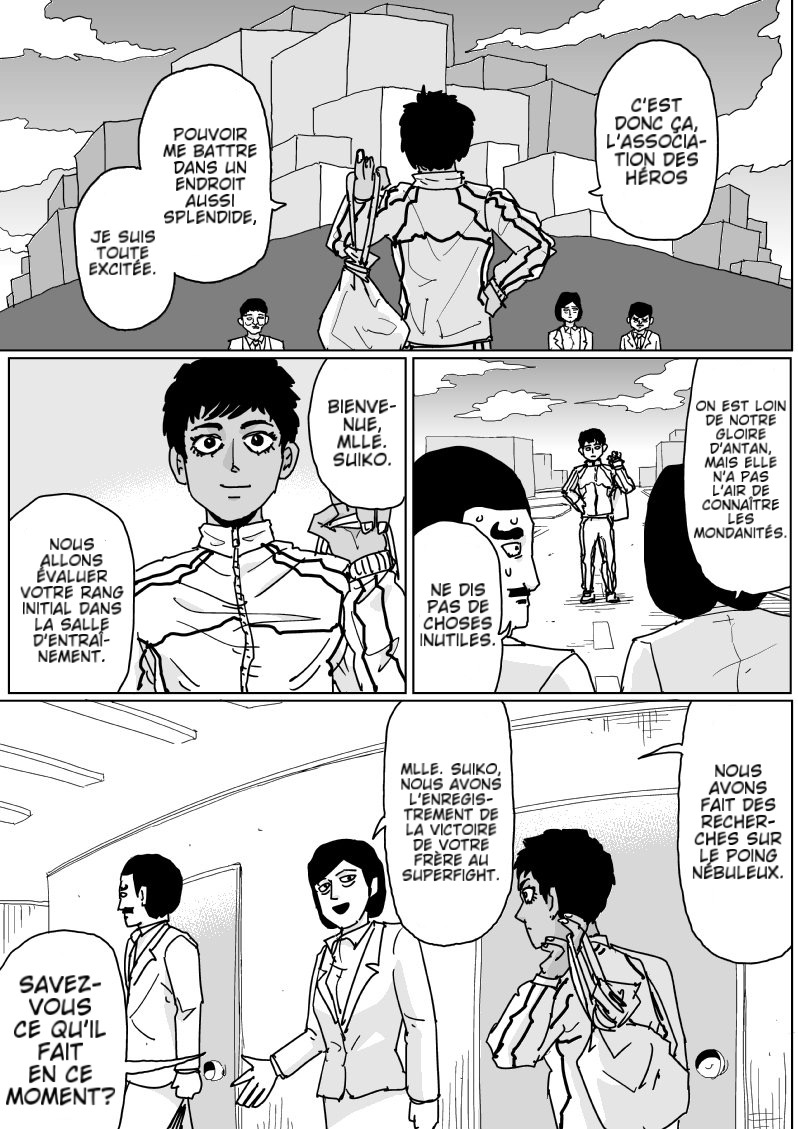 C'EST
DONC ÇA,
L'ASSOCIA-
TION DES
HÉROS
POUVOIR
ME BATTRE
DANS UN
ENDROIT
AUSSI
SPLENDIDE,
JE SUIS
TOUTE
EXCITÉE.
ON EST LOIN
DE NOTRE
GLOIRE
D'ANTAN,
MAIS ELLE
N'A PAS
L'AIR DE
CONNAÎTRE
LES
MONDANITÉS.
NE DIS
PAS DE
CHOSES
INUTILES.
BIENVE-
NUE,
MLLE.
SUIKO.
NOUS
ALLONS
ÉVALUER
VOTRE RANG
INITIAL DANS
LA SALLE
D'ENTRAÎ-
NEMENT.
NOUS
AVONS
FAIT DES
RECHER-
CHES SUR
LE POING
NÉBULEUX.
MLLE. SUIKO,
NOUS AVONS
L'ENREGIS-
TREMENT DE
LA VICTOIRE
DE VOTRE
FRÈRE AU
SUPERFIGHT.
SAVEZ-
VOUS
CE QU'IL
FAIT
EN CE
MOMENT?